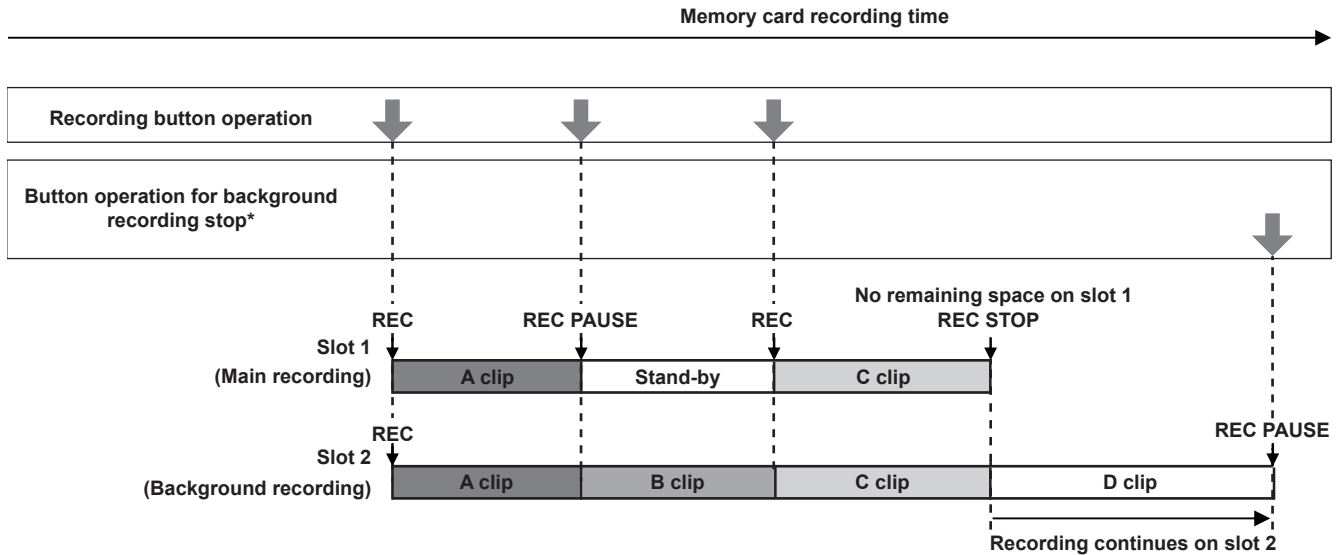 Memory card recording time
Recording button operation
Button operation for background
recording stop*
No remaining space on slot 1
REC REC PAUSE REC REC STOP
Slot 1
(Main recording)
A clip Stand-by C clip
REC REC PAUSE
Slot 2
(Background recording)
A clip B clip C clip D clip
Recording continues on slot 2